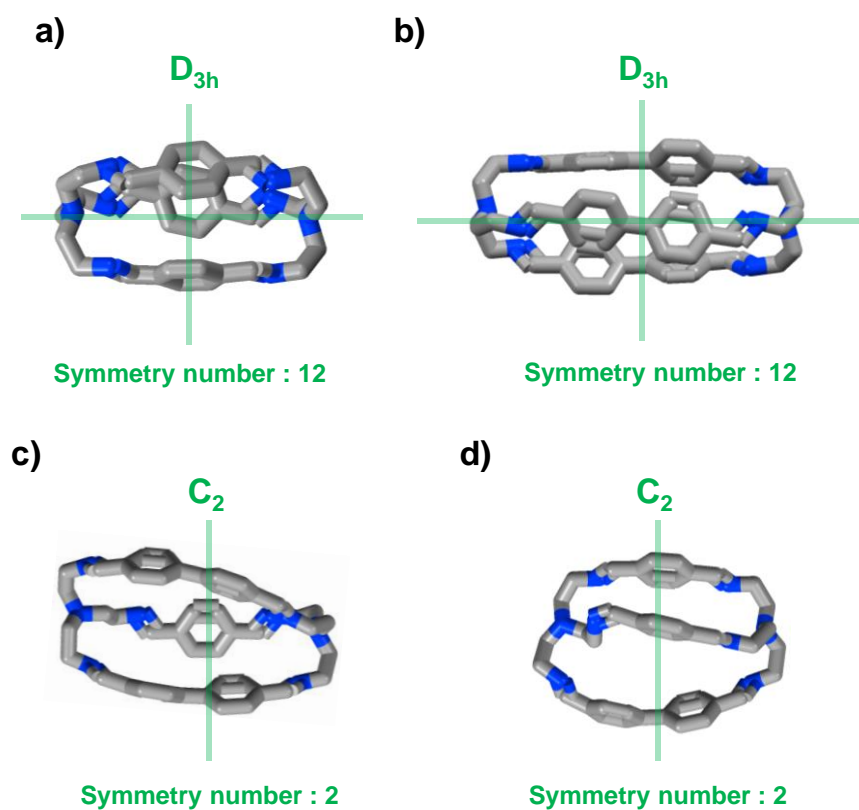 a)
b)
D3h
D3h
Symmetry number : 12
Symmetry number : 12
c)
d)
C2
C2
Symmetry number : 2
Symmetry number : 2